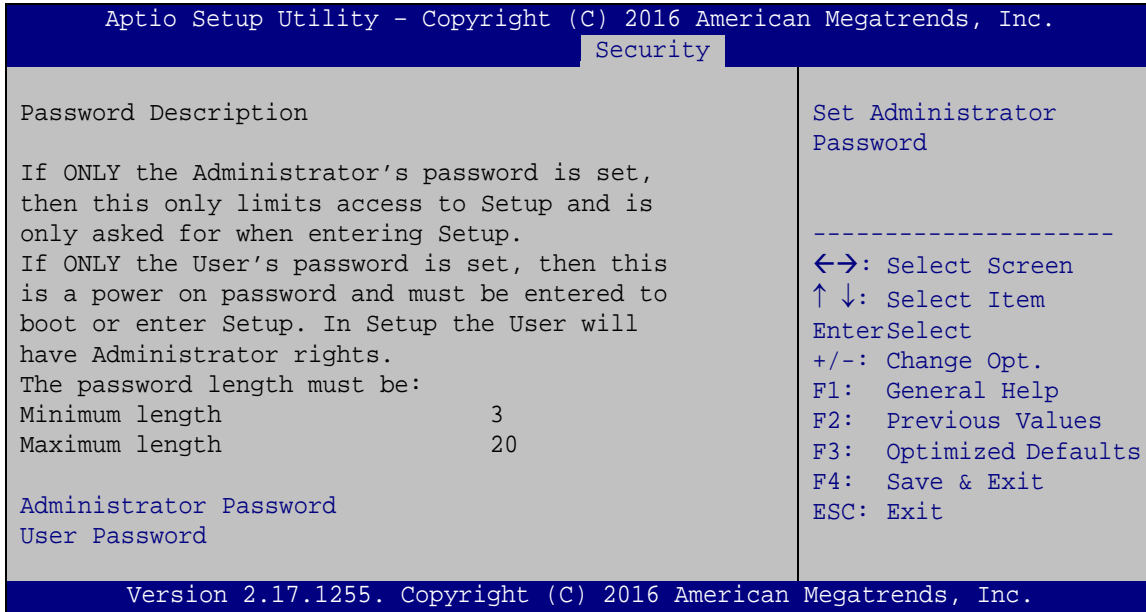 Aptio Setup Utility – Copyright (C) 2016 American Megatrends, Inc.
Security
Password Description
If ONLY the Administrator's password is set,
then this only limits access to Setup and is
only asked for when entering Setup.
If ONLY the User's password is set, then this
is a power on password and must be entered to
boot or enter Setup. In Setup the User will
have Administrator rights.
The password length must be:
Minimum length 3
Maximum length 20
Administrator Password
User Password
Set Administrator
Password
---------------------
←→: Select Screen
↑ ↓: Select Item
EnterSelect
+/-: Change Opt.
F1: General Help
F2: Previous Values
F3: Optimized Defaults
F4: Save & Exit
ESC: Exit
Version 2.17.1255. Copyright (C) 2016 American Megatrends, Inc.